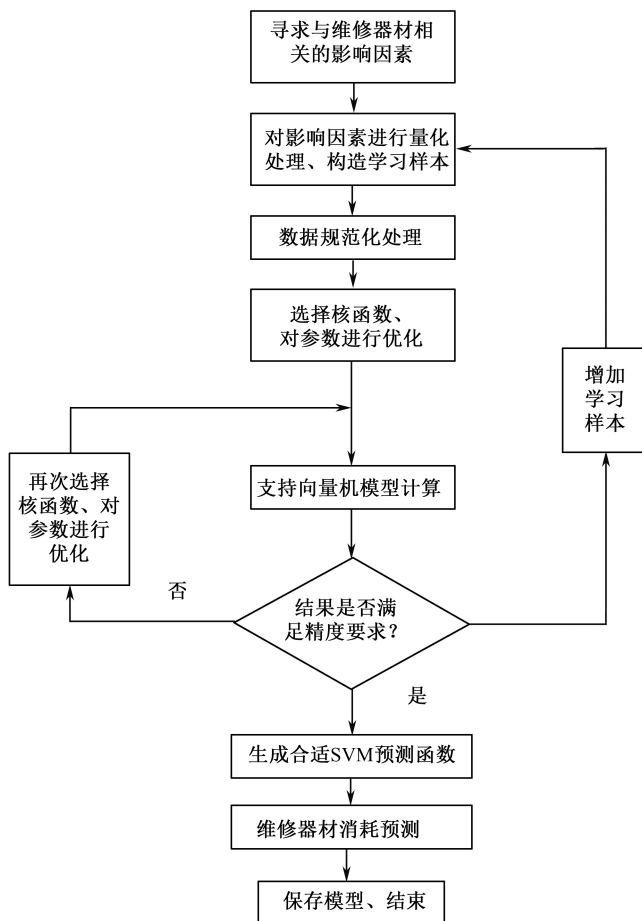 寻求与维修器材相
关的影响因素
对影响因素进行量化
处理、构造学习样本
数据规范化处理
选择核函数、
对参数进行优化
增加
学习
样本
再次选择
核函数、对
参数进行
优化
支持向量机模型计算
否
结果是否满
足精度要求?
是
生成合适SVM预测函数
维修器材消耗预测
保存模型、结束